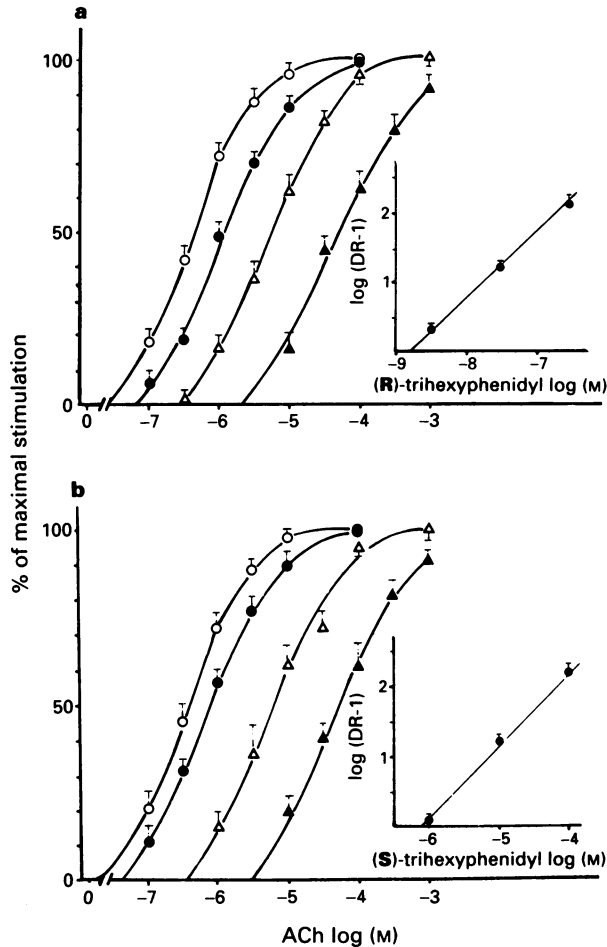 a
100
50
0
0 −7 −6 −5 −4 −3
log (DR-1)
2
1
−9 −8 −7
(R)-trihexyphenidyl log (M)
% of maximal stimulation
b
100
50
0
0 −7 −6 −5 −4 −3
log (DR-1)
2
1
−6 −5 −4
(S)-trihexyphenidyl log (M)
ACh log (M)